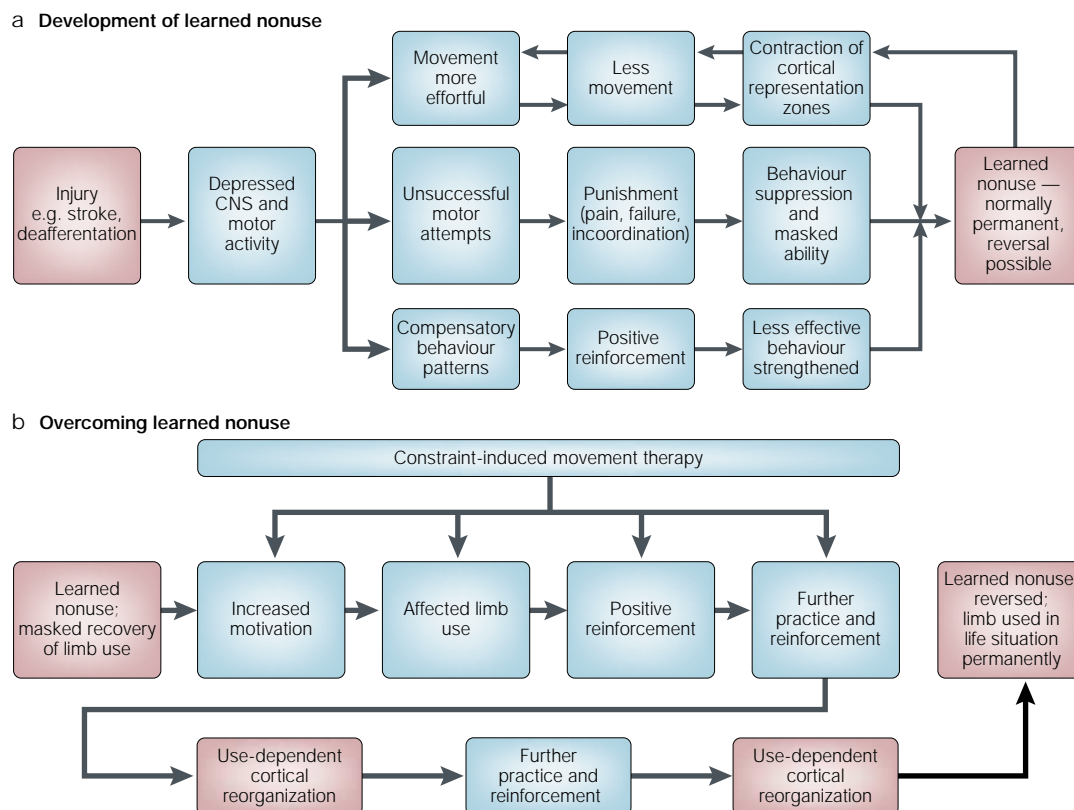 a Development of learned nonuse
Movement
more
effortful
Less
movement
Contraction of
cortical
representation
zones
Injury
e.g. stroke,
deafferentation
Depressed
CNS and
motor
activity
Unsuccessful
motor
attempts
Punishment
(pain, failure,
incoordination)
Behaviour
suppression
and
masked
ability
Learned
nonuse —
normally
permanent,
reversal
possible
Compensatory
behaviour
patterns
Positive
reinforcement
Less effective
behaviour
strengthened
b Overcoming learned nonuse
Constraint-induced movement therapy
Learned
nonuse;
masked recovery
of limb use
Increased
motivation
Affected limb
use
Positive
reinforcement
Further
practice and
reinforcement
Learned nonuse
reversed;
limb used in
life situation
permanently
Use-dependent
cortical
reorganization
Further
practice and
reinforcement
Use-dependent
cortical
reorganization